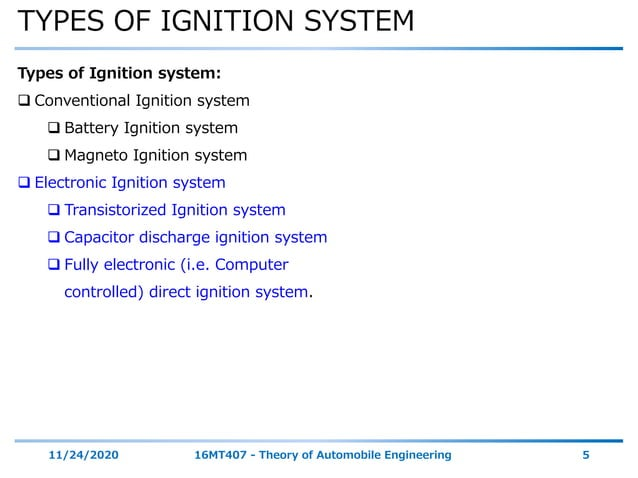 TYPES OF IGNITION SYSTEM
Types of Ignition system:
❑ Conventional Ignition system
❑ Battery Ignition system
❑ Magneto Ignition system
❑ Electronic Ignition system
❑ Transistorized Ignition system
❑ Capacitor discharge ignition system
❑ Fully electronic (i.e. Computer
controlled) direct ignition system.
11/24/2020 16MT407 - Theory of Automobile Engineering 5